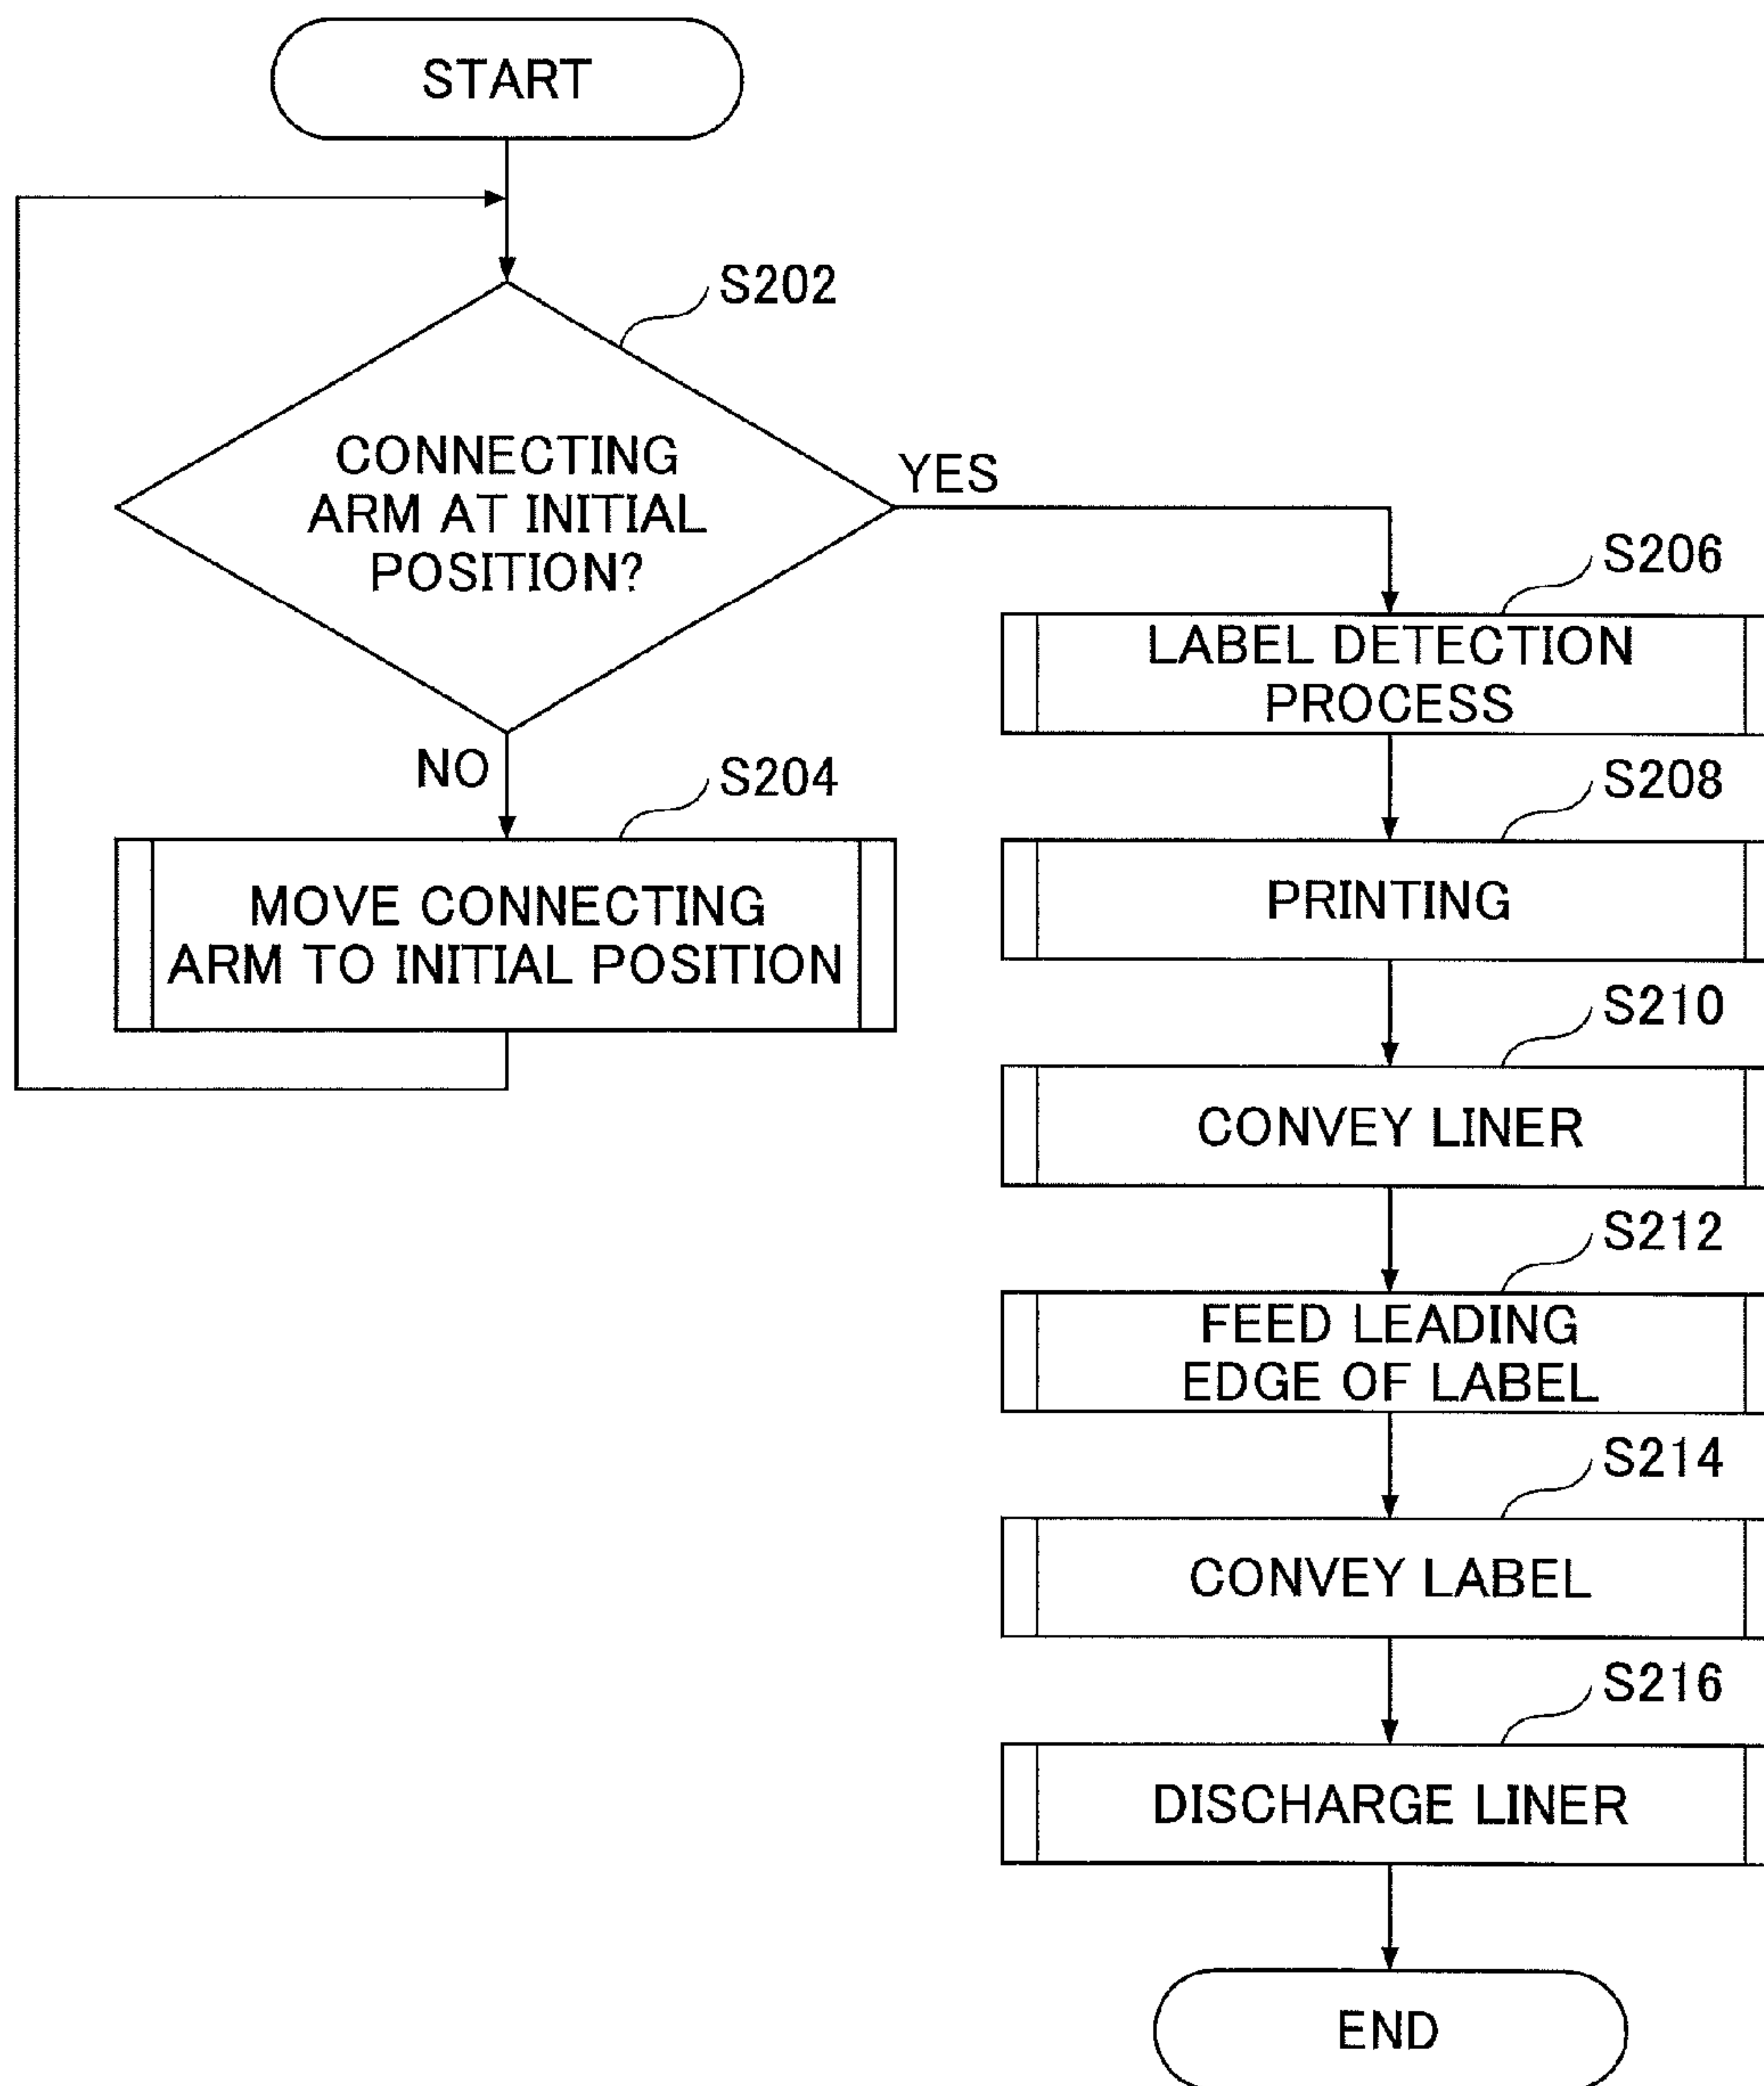 START
S202
CONNECTING
ARM AT INITIAL
POSITION?
YES
NO
S204
MOVE CONNECTING
ARM TO INITIAL POSITION
S206
LABEL DETECTION
PROCESS
S208
PRINTING
S210
CONVEY LINER
S212
FEED LEADING
EDGE OF LABEL
S214
CONVEY LABEL
S216
DISCHARGE LINER
END